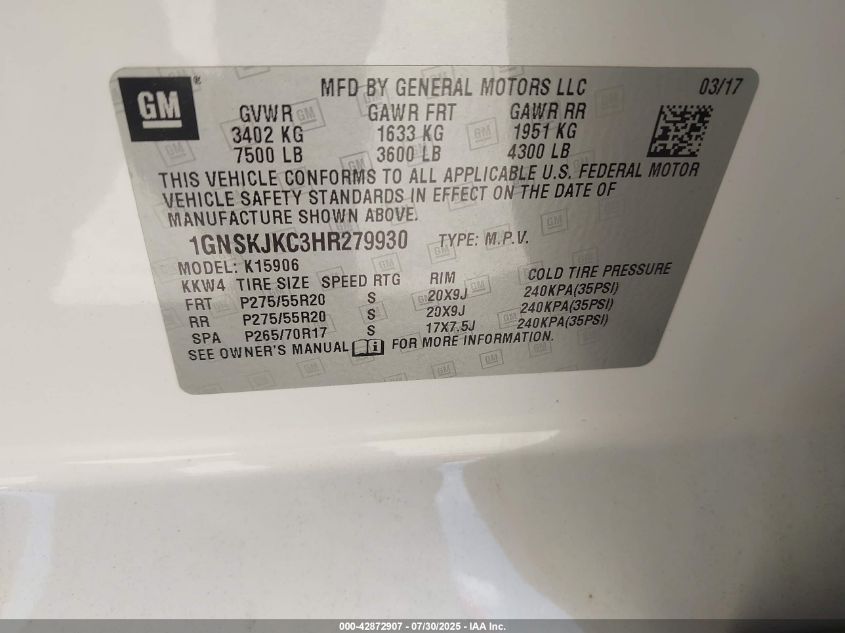 GM ®
MFD BY GENERAL MOTORS LLC 03/17
GVWR GAWR FRT GAWR RR
3402 KG 1633 KG 1951 KG
7500 LB 3600 LB 4300 LB
THIS VEHICLE CONFORMS TO ALL APPLICABLE U.S. FEDERAL MOTOR
VEHICLE SAFETY STANDARDS IN EFFECT ON THE DATE OF
MANUFACTURE SHOWN ABOVE.
1GNSKJKC3HR279930 TYPE: M.P.V.
MODEL: K15906
KKW4 TIRE SIZE SPEED RTG RIM COLD TIRE PRESSURE
FRT P275/55R20 S 20X9J 240KPA(35PSI)
RR P275/55R20 S 20X9J 240KPA(35PSI)
SPA P265/70R17 S 17X7.5J 240KPA(35PSI)
SEE OWNER'S MANUAL FOR MORE INFORMATION.
000-42872907 - 07/30/2025 - IAA Inc.